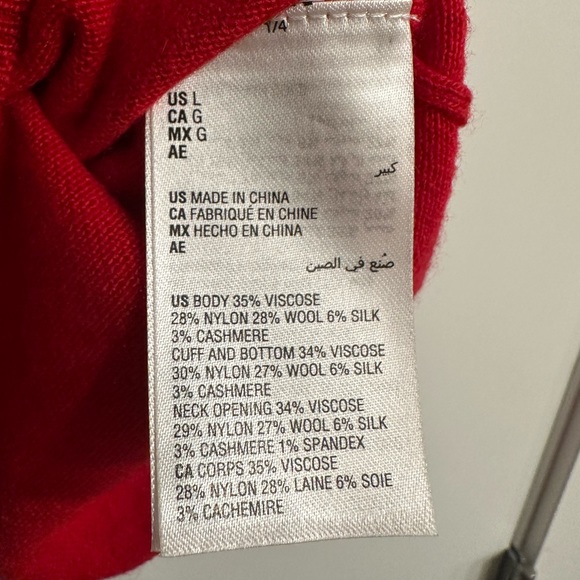 1/4
US L
CA G
MX G
AE
كبير
US MADE IN CHINA
CA FABRIQUÉ EN CHINE
MX HECHO EN CHINA
AE
صُنع في الصين
US BODY 35% VISCOSE
28% NYLON 28% WOOL 6% SILK
3% CASHMERE
CUFF AND BOTTOM 34% VISCOSE
30% NYLON 27% WOOL 6% SILK
3% CASHMERE
NECK OPENING 34% VISCOSE
29% NYLON 27% WOOL 6% SILK
3% CASHMERE 1% SPANDEX
CA CORPS 35% VISCOSE
28% NYLON 28% LAINE 6% SOIE
3% CACHEMIRE